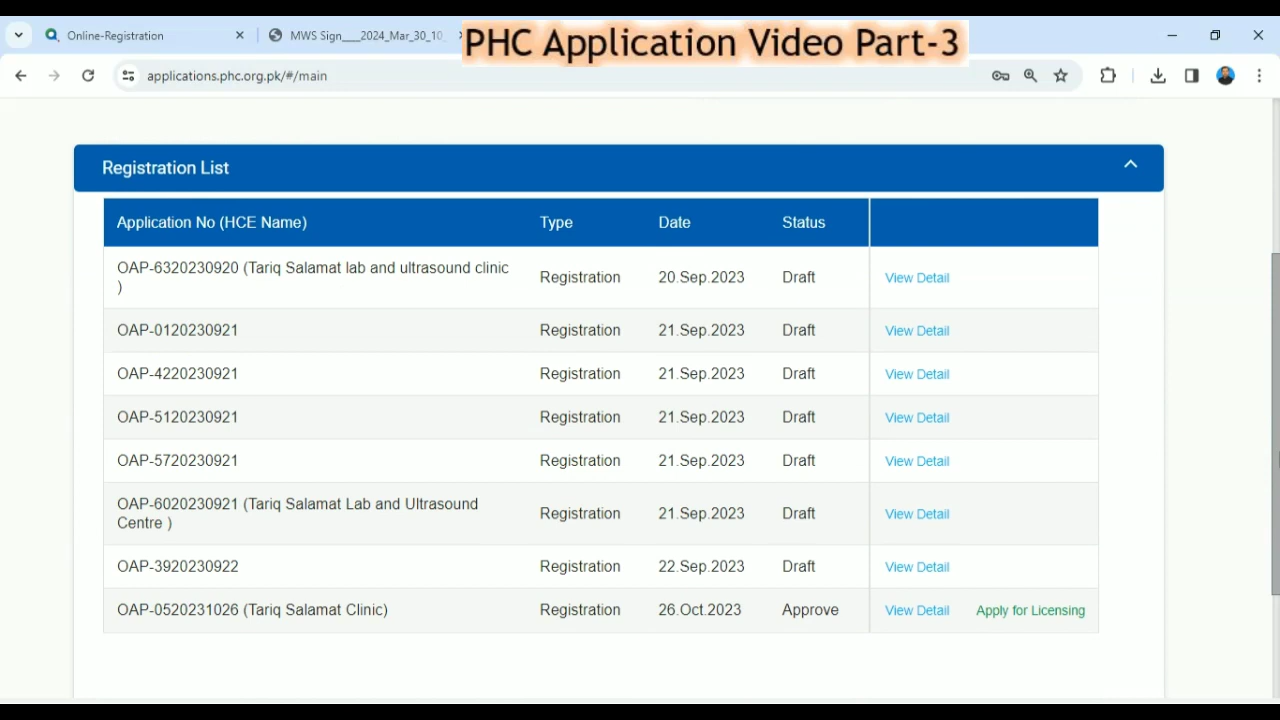 Online-Registration
MWS Sign___2024_Mar_30_10_
PHC Application Video Part-3
applications.phc.org.pk/#/main
Registration List
Application No (HCE Name) Type Date Status
OAP-6320230920 (Tariq Salamat lab and ultrasound clinic
) Registration 20.Sep.2023 Draft View Detail
OAP-0120230921 Registration 21.Sep.2023 Draft View Detail
OAP-4220230921 Registration 21.Sep.2023 Draft View Detail
OAP-5120230921 Registration 21.Sep.2023 Draft View Detail
OAP-5720230921 Registration 21.Sep.2023 Draft View Detail
OAP-6020230921 (Tariq Salamat Lab and Ultrasound
Centre ) Registration 21.Sep.2023 Draft View Detail
OAP-3920230922 Registration 22.Sep.2023 Draft View Detail
OAP-0520231026 (Tariq Salamat Clinic) Registration 26.Oct.2023 Approve View Detail Apply for Licensing